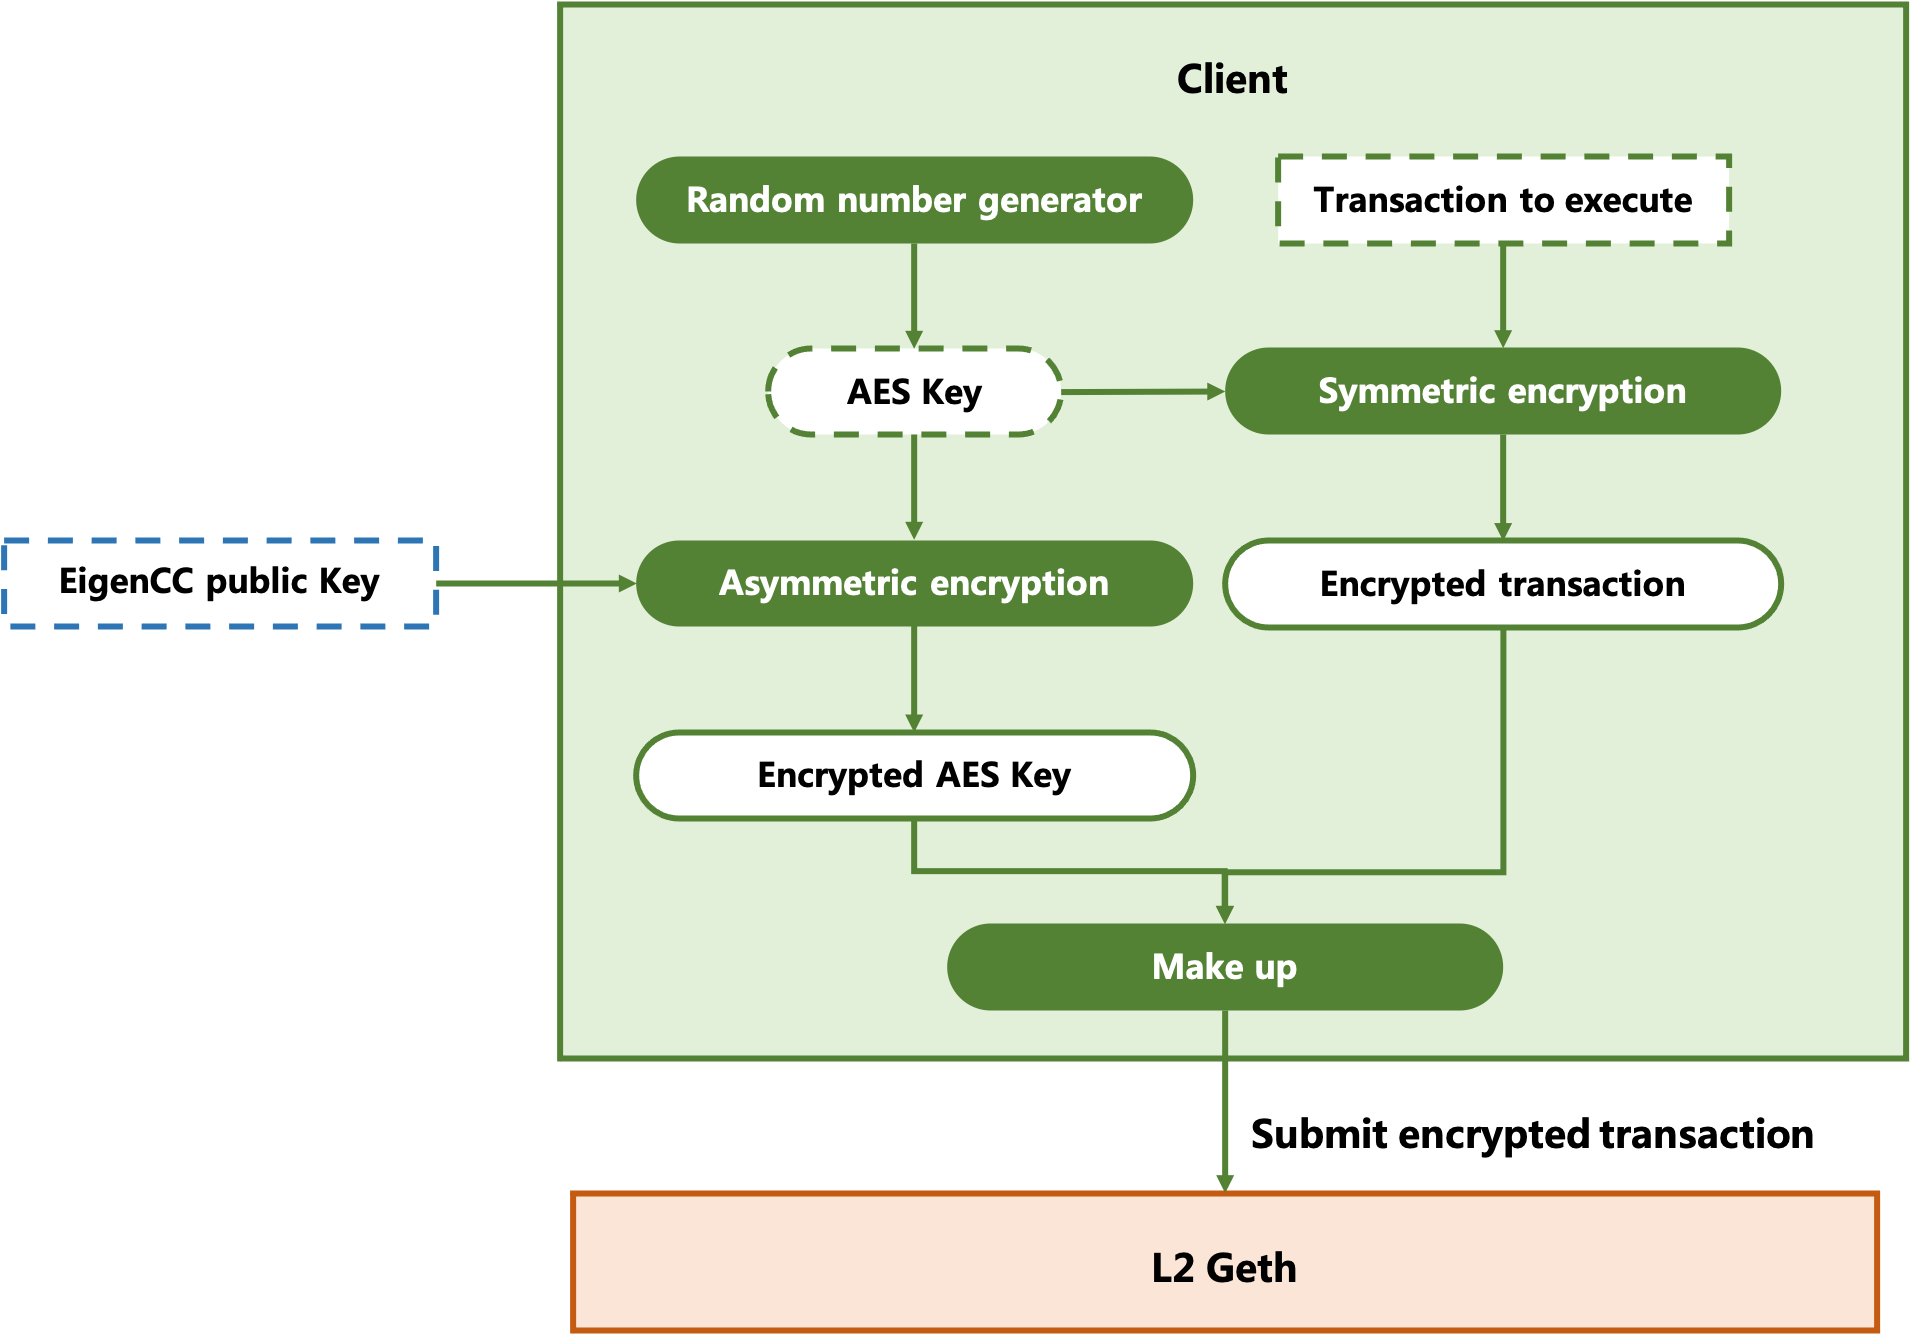 Client
Random number generator
Transaction to execute
AES Key
Symmetric encryption
EigenCC public Key
Asymmetric encryption
Encrypted transaction
Encrypted AES Key
Make up
Submit encrypted transaction
L2 Geth